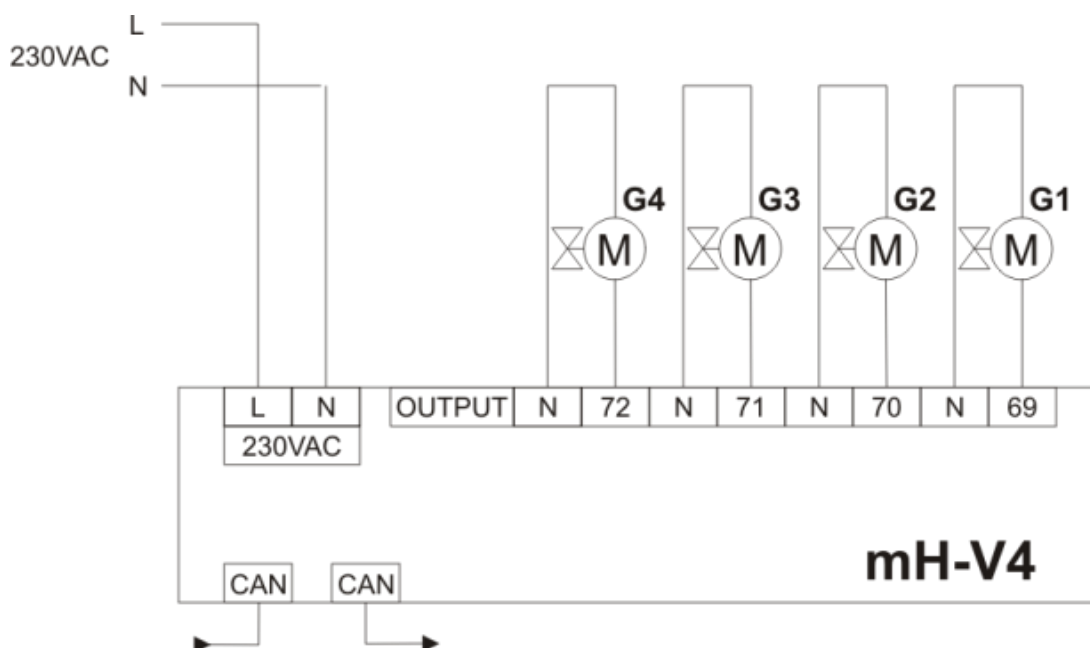 L
230VAC
N
G4 G3 G2 G1
M M M M
L N OUTPUT N 72 N 71 N 70 N 69
230VAC
mH-V4
CAN CAN